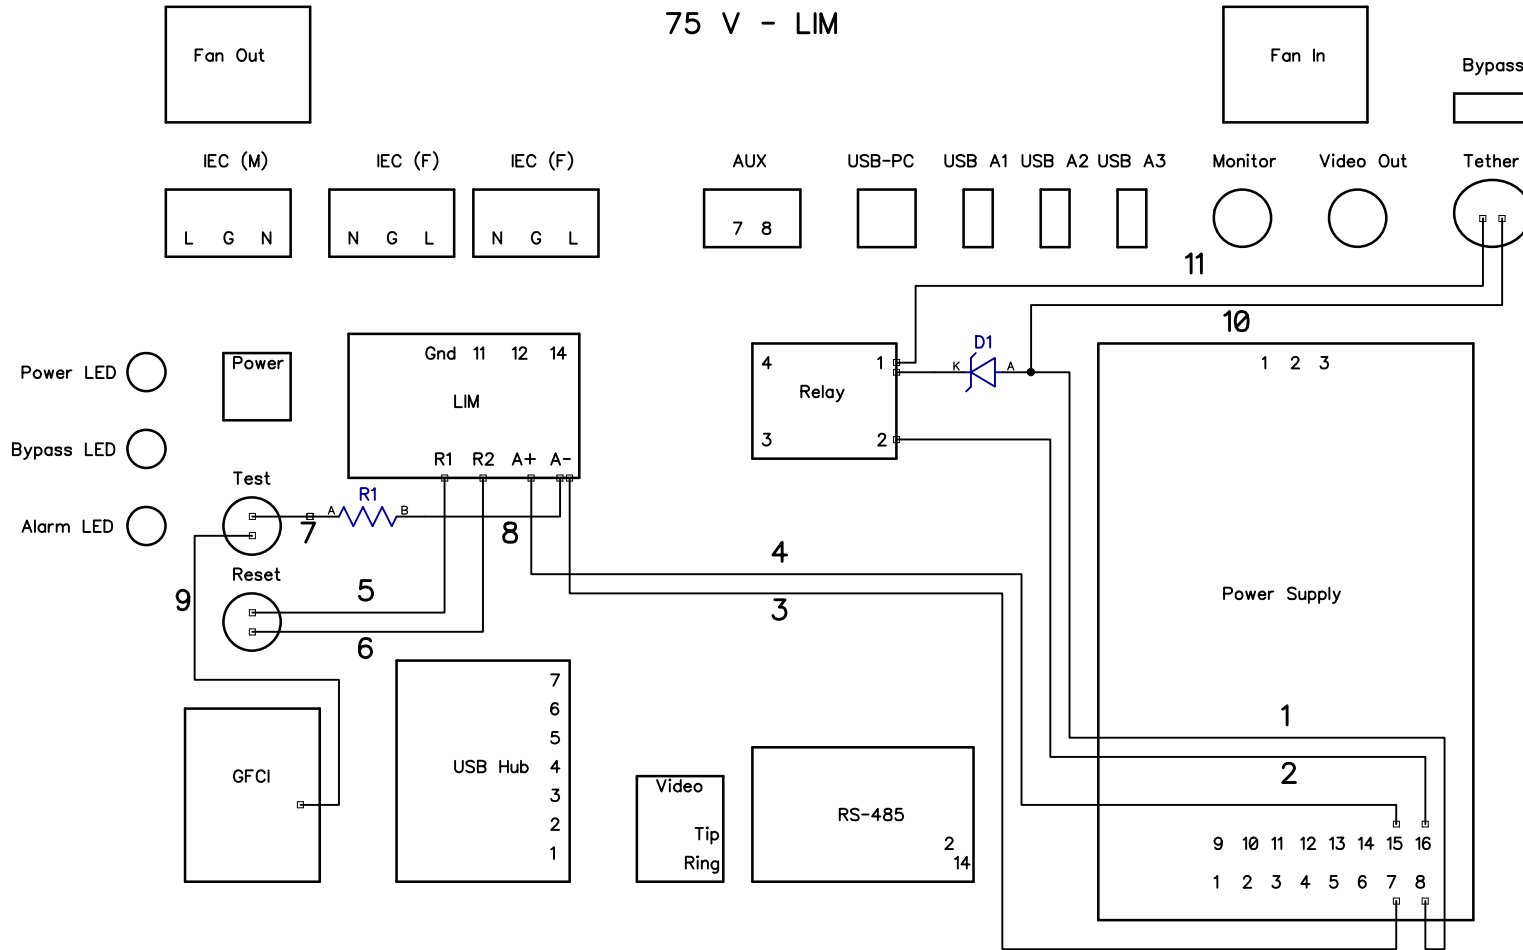 75 V - LIM
Fan Out
Fan In
Bypass
IEC (M)
IEC (F)
IEC (F)
AUX
USB-PC
USB A1
USB A2
USB A3
Monitor
Video Out
Tether
L G N
N G L
N G L
7 8
11
10
Power LED
Power
Gnd 11 12 14
LIM
R1 R2 A+ A-
4 1
Relay
3 2
D1
K A
1 2 3
Bypass LED
Test
Alarm LED
A R1 B
7
8
4
3
Reset
5
6
9
Power Supply
1
2
GFCI
USB Hub
7
6
5
4
3
2
1
Video
Tip
Ring
RS-485
2
14
9 10 11 12 13 14 15 16
1 2 3 4 5 6 7 8